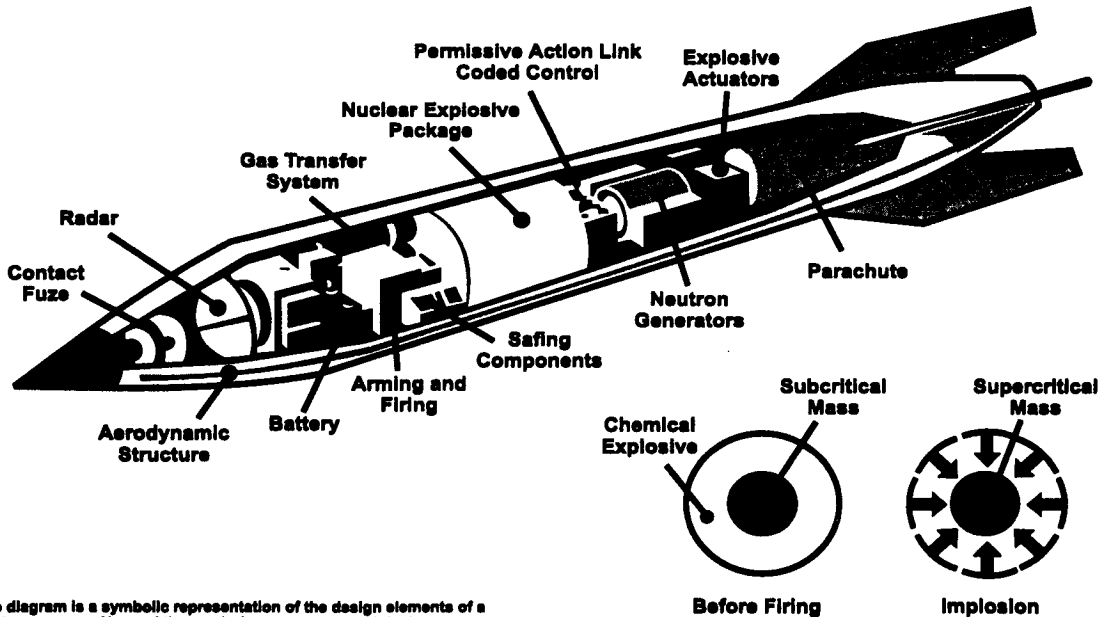 Permissive Action Link
Coded Control
Explosive
Actuators
Nuclear Explosive
Package
Gas Transfer
System
Radar
Contact
Fuze
Parachute
Neutron
Generators
Safing
Components
Arming and
Firing
Battery
Aerodynamic
Structure
Chemical
Explosive
Subcritical
Mass
Supercritical
Mass
diagram is a symbolic representation of the design elements of a
Before Firing
Implosion